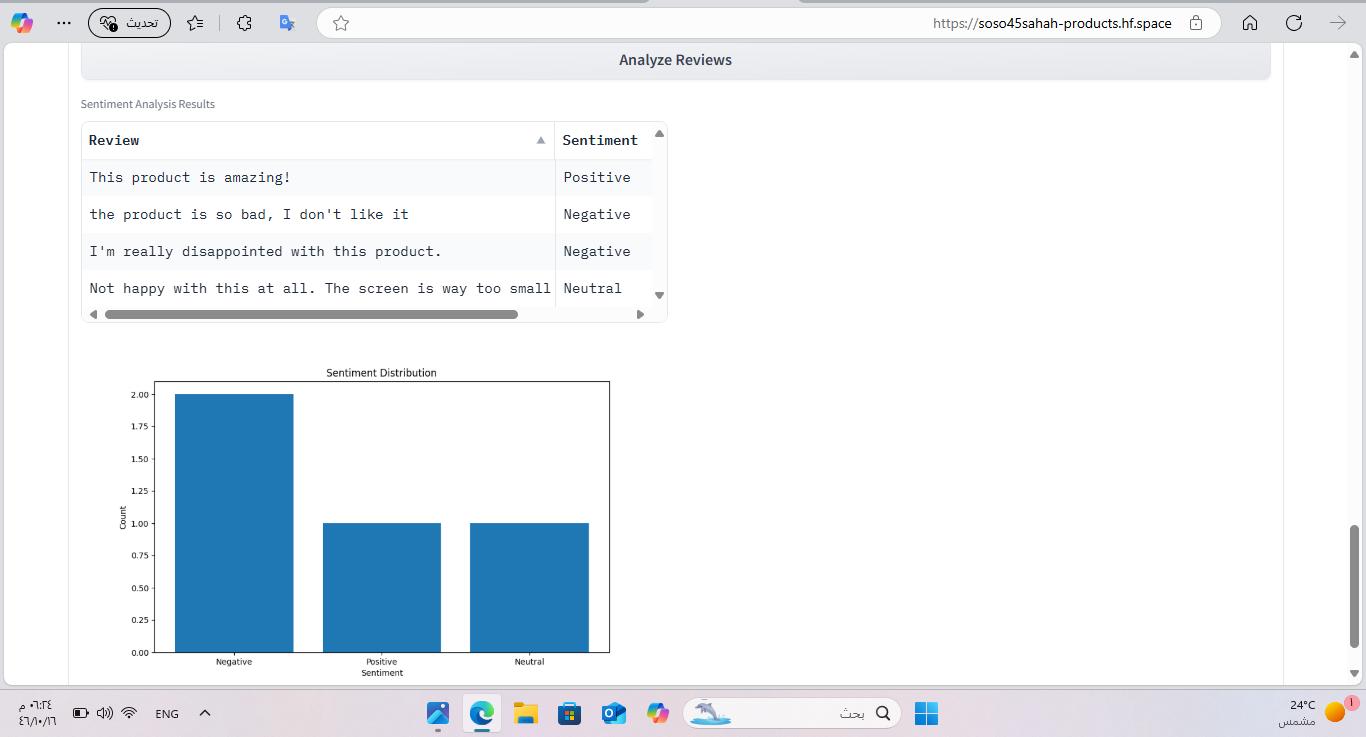 تحديث
https://soso45sahah-products.hf.space
Analyze Reviews
Sentiment Analysis Results
Review Sentiment
This product is amazing! Positive
the product is so bad, I don't like it Negative
I'm really disappointed with this product. Negative
Not happy with this at all. The screen is way too small Neutral
Sentiment Distribution
2.00
1.75
1.50
1.25
1.00
0.75
0.50
0.25
0.00
Count
Negative Positive Neutral
Sentiment
٠٦:٢٤ م
٤٦/١٠/١٦
ENG
بحث
24°C
مشمس
1